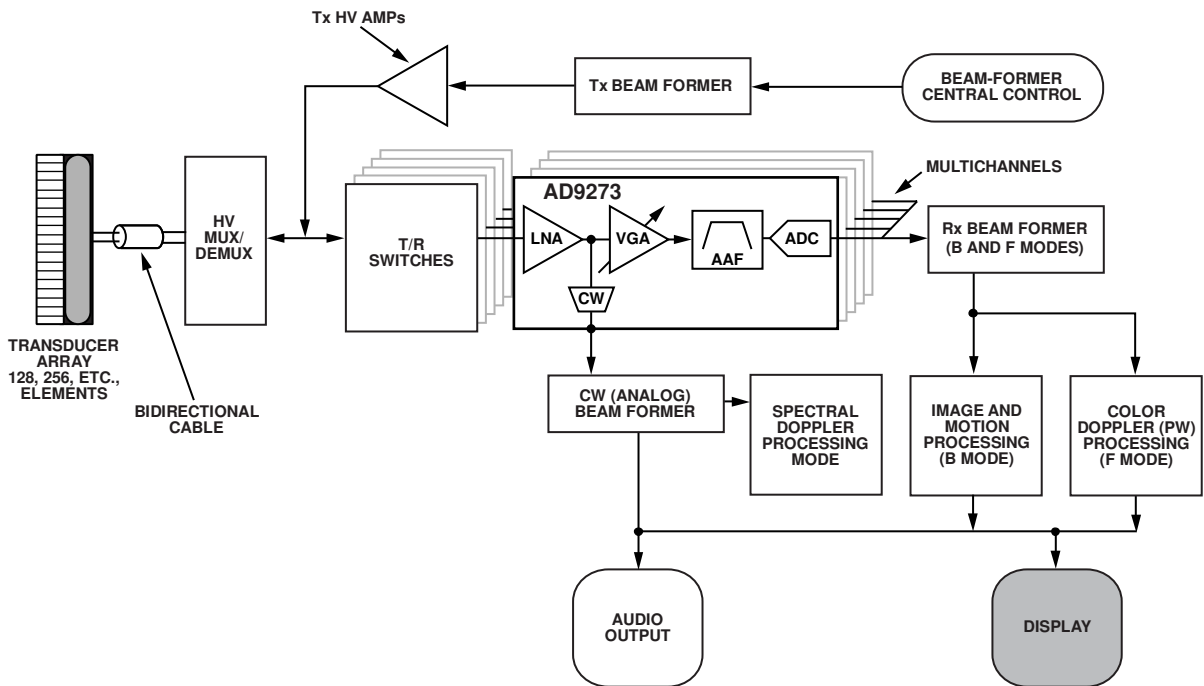 Tx HV AMPs
Tx BEAM FORMER
BEAM-FORMER
CENTRAL CONTROL
HV
MUX/
DEMUX
T/R
SWITCHES
AD9273
LNA
VGA
AAF
ADC
CW
MULTICHANNELS
Rx BEAM FORMER
(B AND F MODES)
TRANSDUCER
ARRAY
128, 256, ETC.,
ELEMENTS
BIDIRECTIONAL
CABLE
CW (ANALOG)
BEAM FORMER
SPECTRAL
DOPPLER
PROCESSING
MODE
IMAGE AND
MOTION
PROCESSING
(B MODE)
COLOR
DOPPLER (PW)
PROCESSING
(F MODE)
AUDIO
OUTPUT
DISPLAY